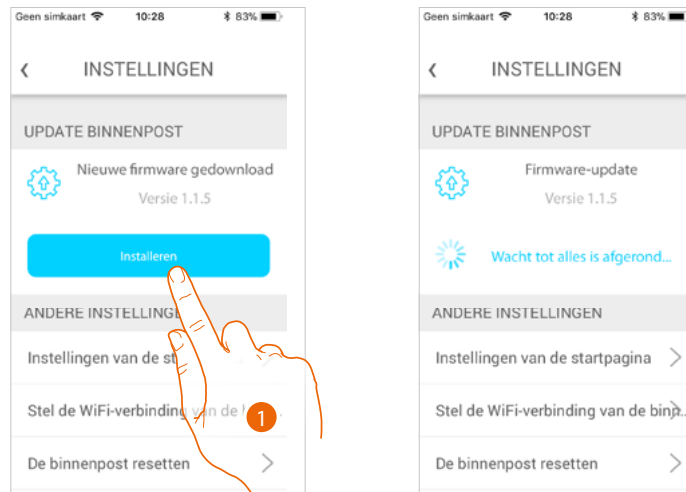 Geen simkaart 10:28 83%
INSTELLINGEN
UPDATE BINNENPOST
Nieuwe firmware gedownload
Versie 1.1.5
Installeren
ANDERE INSTELLING
Instellingen van de st
Stel de WiFi-verbinding van de
1
De binnenpost resetten
Geen simkaart 10:28 83%
INSTELLINGEN
UPDATE BINNENPOST
Firmware-update
Versie 1.1.5
Wacht tot alles is afgerond...
ANDERE INSTELLINGEN
Instellingen van de startpagina
Stel de WiFi-verbinding van de binn...
De binnenpost resetten